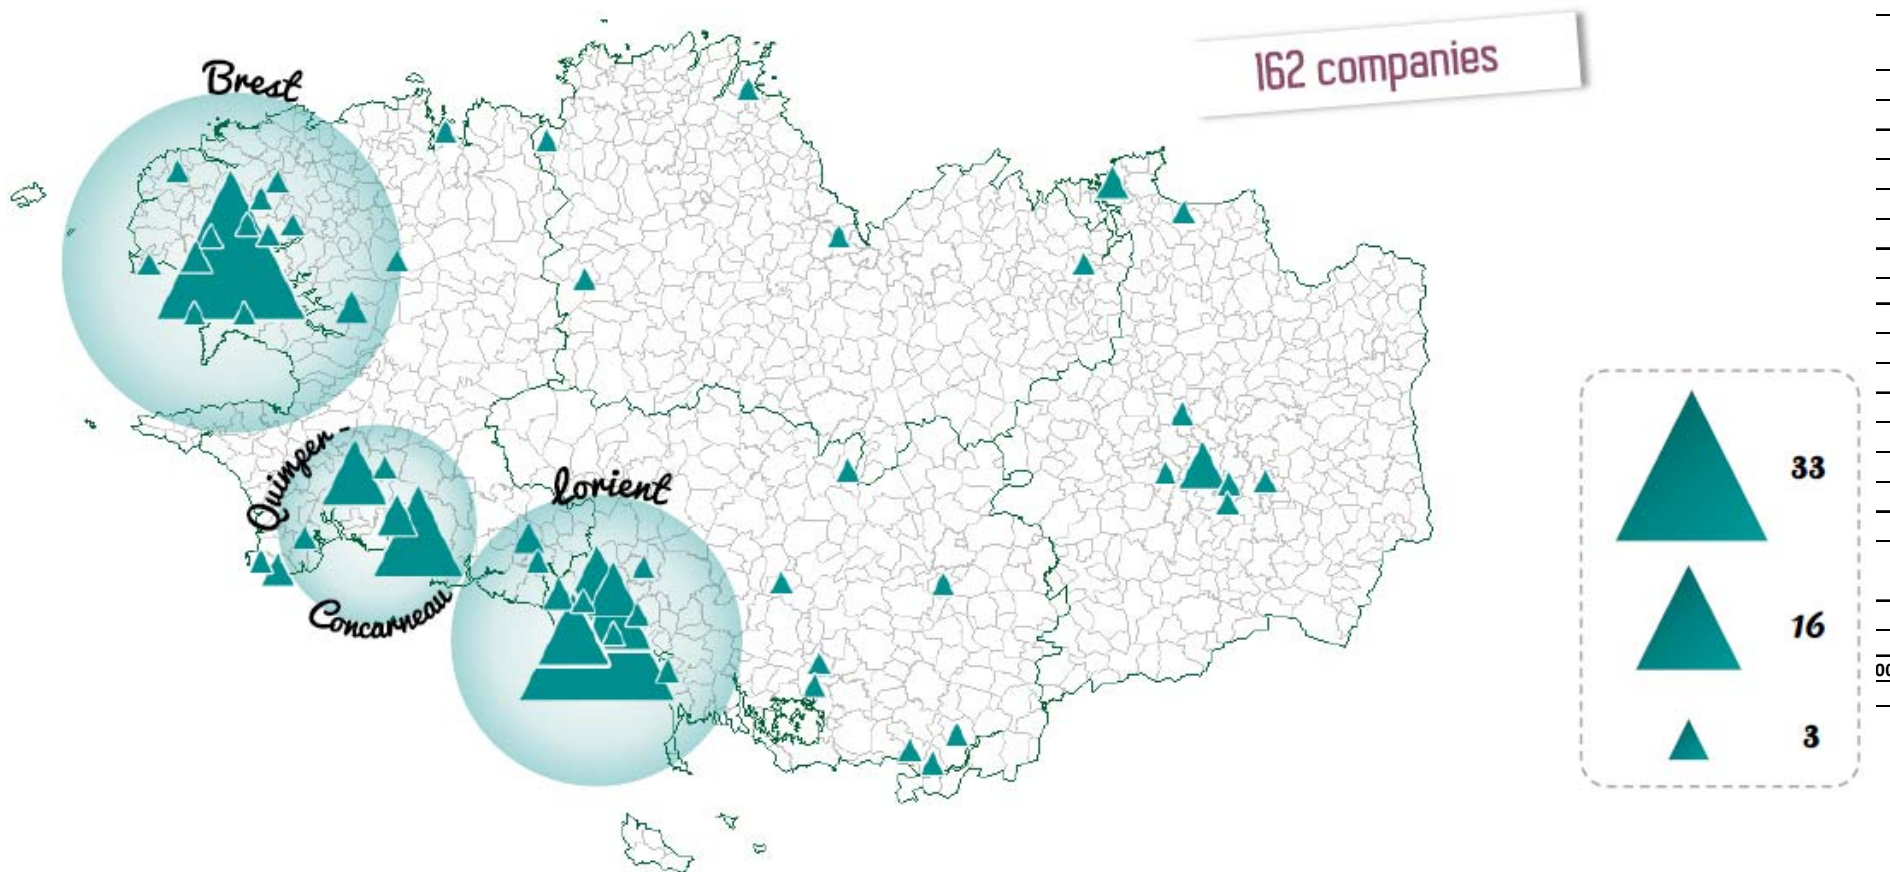 Brest
162 companies
Quimper -
Concarneau
Lorient
33
16
3